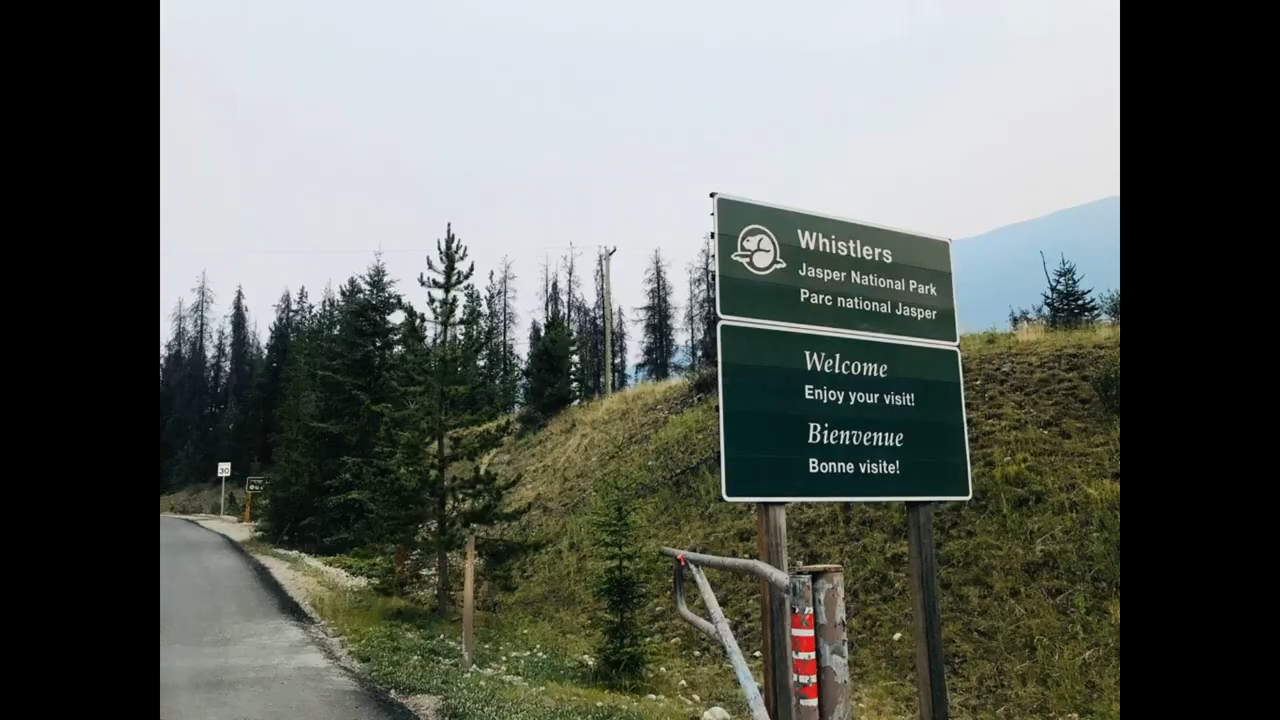 Whistlers
Jasper National Park
Parc national Jasper
Welcome
Enjoy your visit!
Bienvenue
Bonne visite!
30